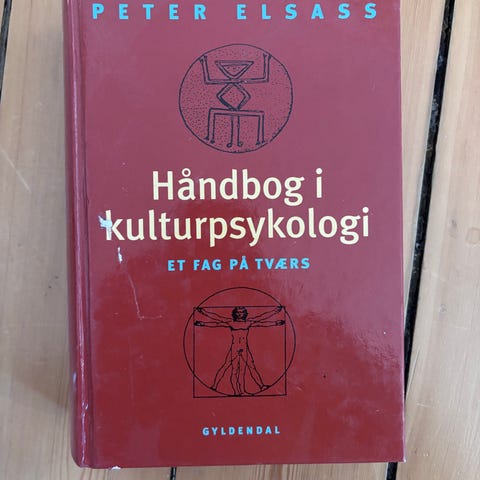 PETER ELSASS
Håndbog i
kulturpsykologi
ET FAG PÅ TVÆRS
GYLDENDAL